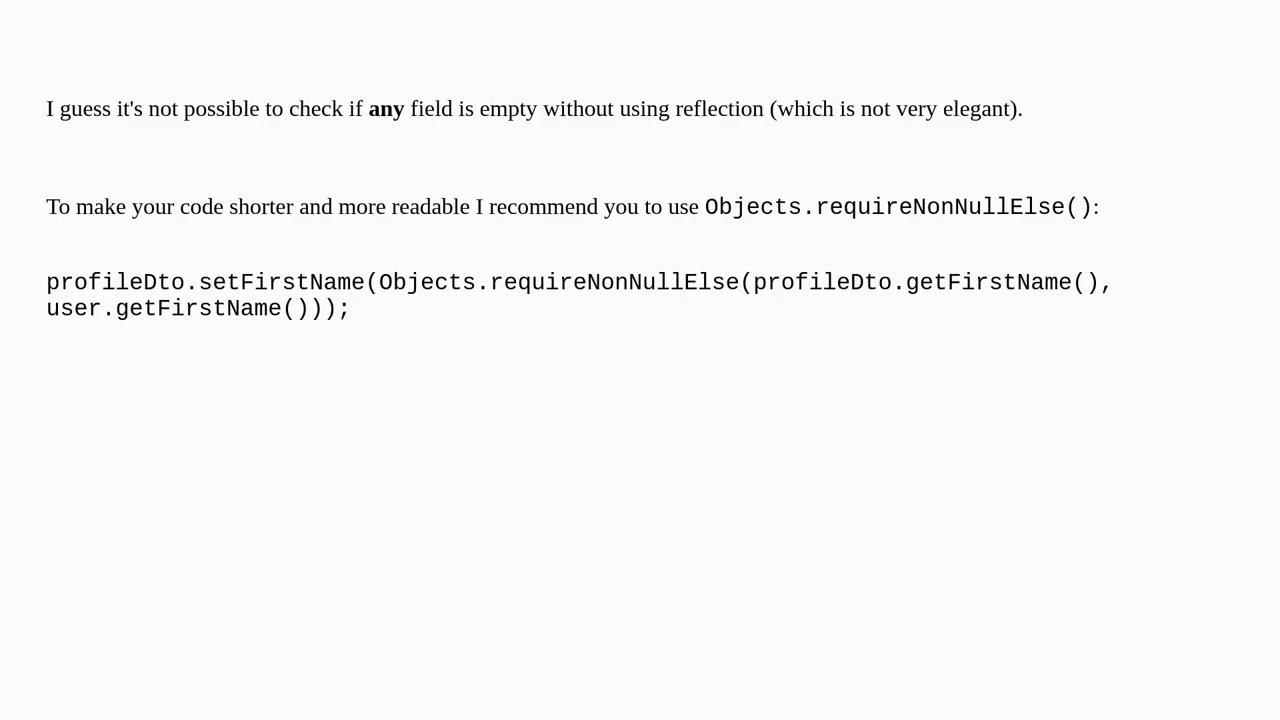 I guess it's not possible to check if any field is empty without using reflection (which is not very elegant).
To make your code shorter and more readable I recommend you to use Objects.requireNonNullElse():
profileDto.setFirstName(Objects.requireNonNullElse(profileDto.getFirstName(),
user.getFirstName()));